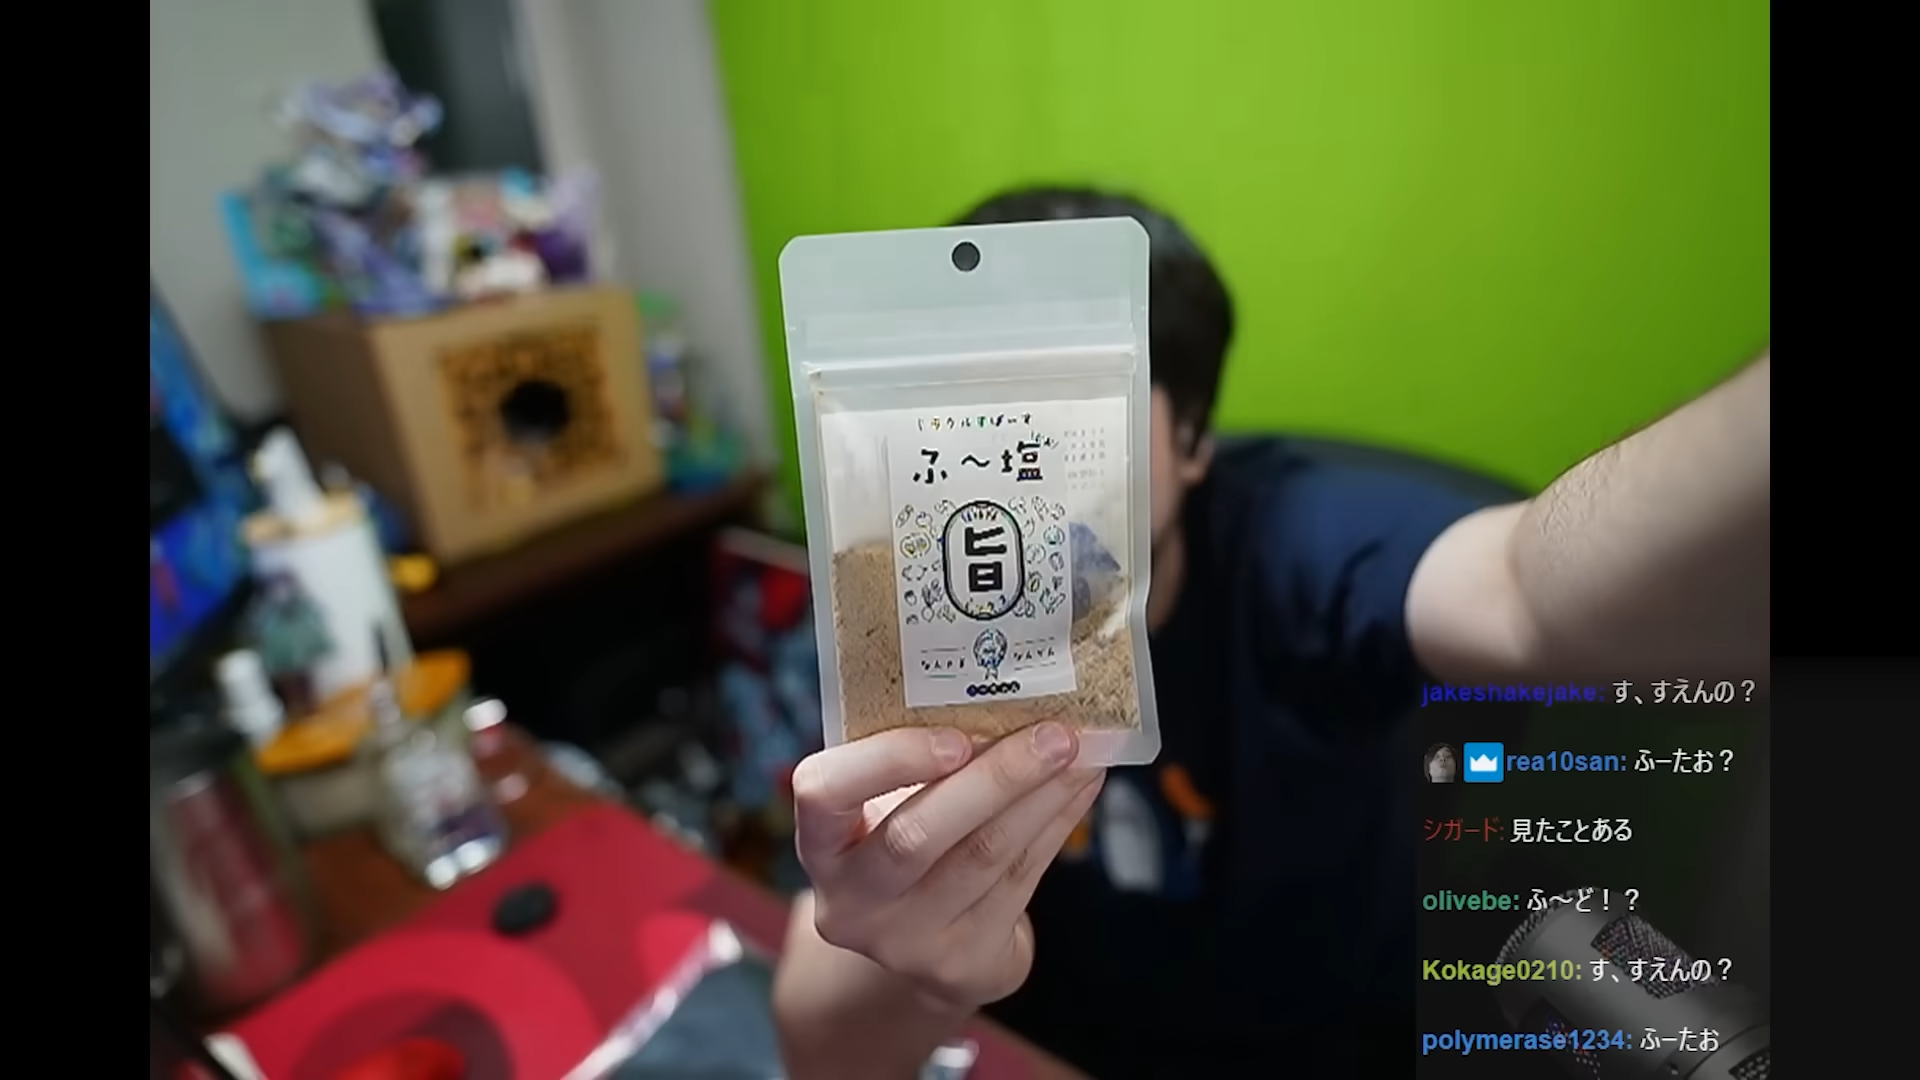 ふ〜塩
旨
jakeshakejake: す、すえんの？
rea10san: ふーたお？
シガード: 見たことある
olivebe: ふ〜ど！？
Kokage0210: す、すえんの？
polymerase1234: ふーたお